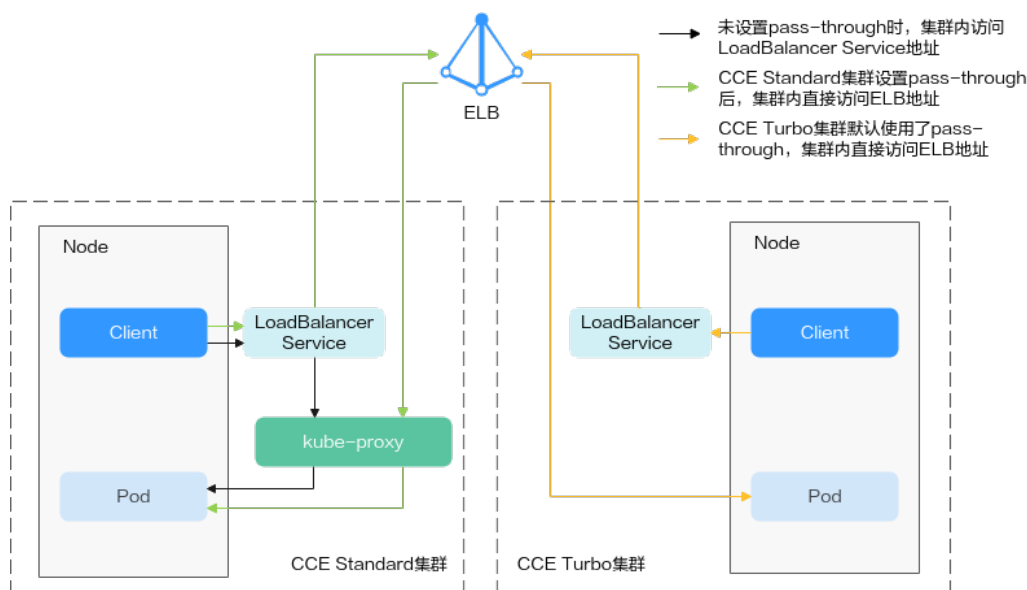 ELB
未设置pass-through时，集群内访问
LoadBalancer Service地址
CCE Standard集群设置pass-through
后，集群内直接访问ELB地址
CCE Turbo集群默认使用了pass-
through，集群内直接访问ELB地址
Node
Client
LoadBalancer
Service
kube-proxy
Pod
CCE Standard集群
Node
LoadBalancer
Service
Client
Pod
CCE Turbo集群